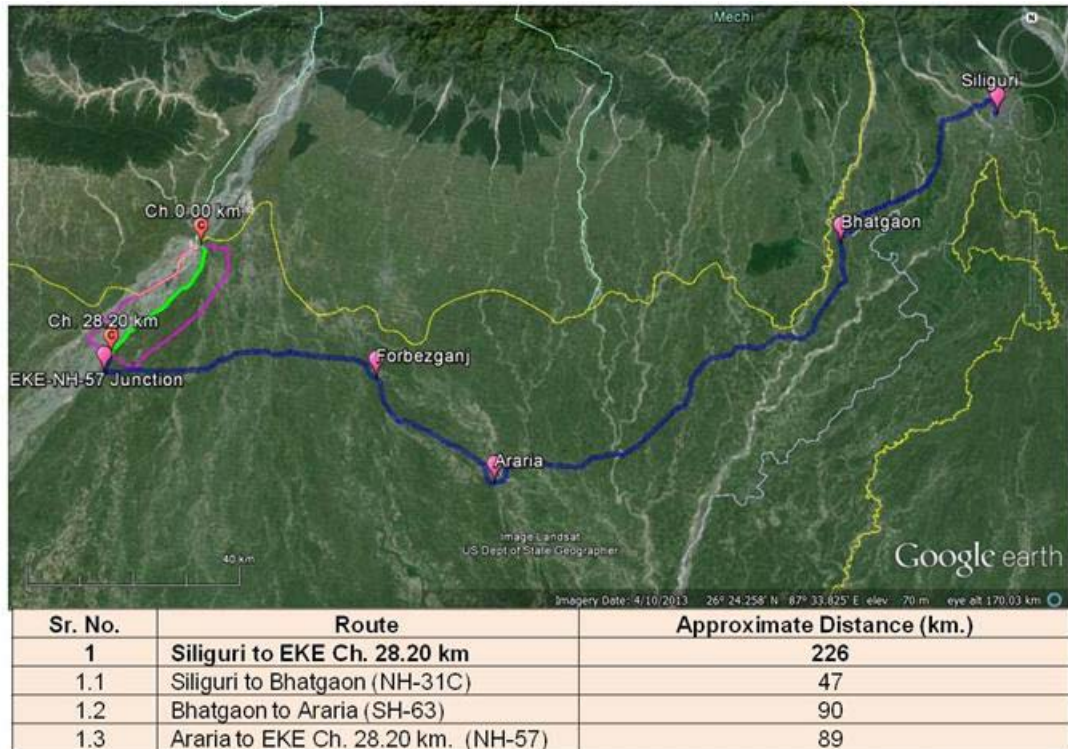 Mechi
N
Siliguri
Ch.0.00 km
Bhatgaon
Ch. 28.20 km
Forbezganj
EKE-NH-57 Junction
Araria
Image Landsat
US Dept of State Geographer
40 km
Google earth
Imagery Date: 4/10/2013 26° 24.258' N 87° 33.825' E elev 70 m eye alt 170.03 km
Sr. No. Route Approximate Distance (km.)
1 Siliguri to EKE Ch. 28.20 km 226
1.1 Siliguri to Bhatgaon (NH-31C) 47
1.2 Bhatgaon to Araria (SH-63) 90
1.3 Araria to EKE Ch. 28.20 km. (NH-57) 89